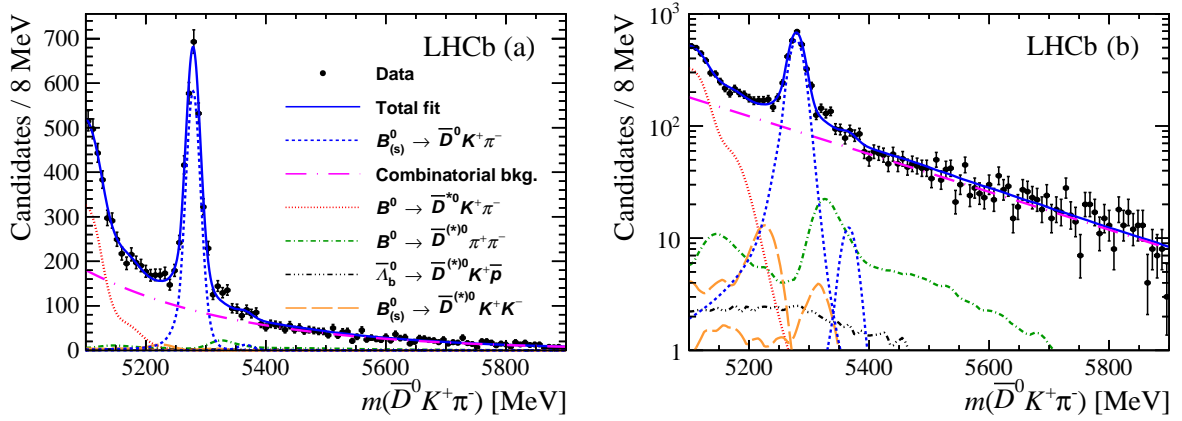 LHCb (a)
Candidates / 8 MeV
700
600
500
400
300
200
100
0
5200
5400
5600
5800
m(D̅⁰K⁺π⁻) [MeV]
Data
Total fit
B⁰₍ₛ₎ → D̅⁰K⁺π⁻
Combinatorial bkg.
B⁰ → D̅*⁰K⁺π⁻
B⁰ → D̅⁽*⁾⁰π⁺π⁻
Λ̅⁰_b → D̅⁽*⁾⁰K⁺p̅
B⁰₍ₛ₎ → D̅⁽*⁾⁰K⁺K⁻
LHCb (b)
Candidates / 8 MeV
10³
10²
10
1
5200
5400
5600
5800
m(D̅⁰K⁺π⁻) [MeV]